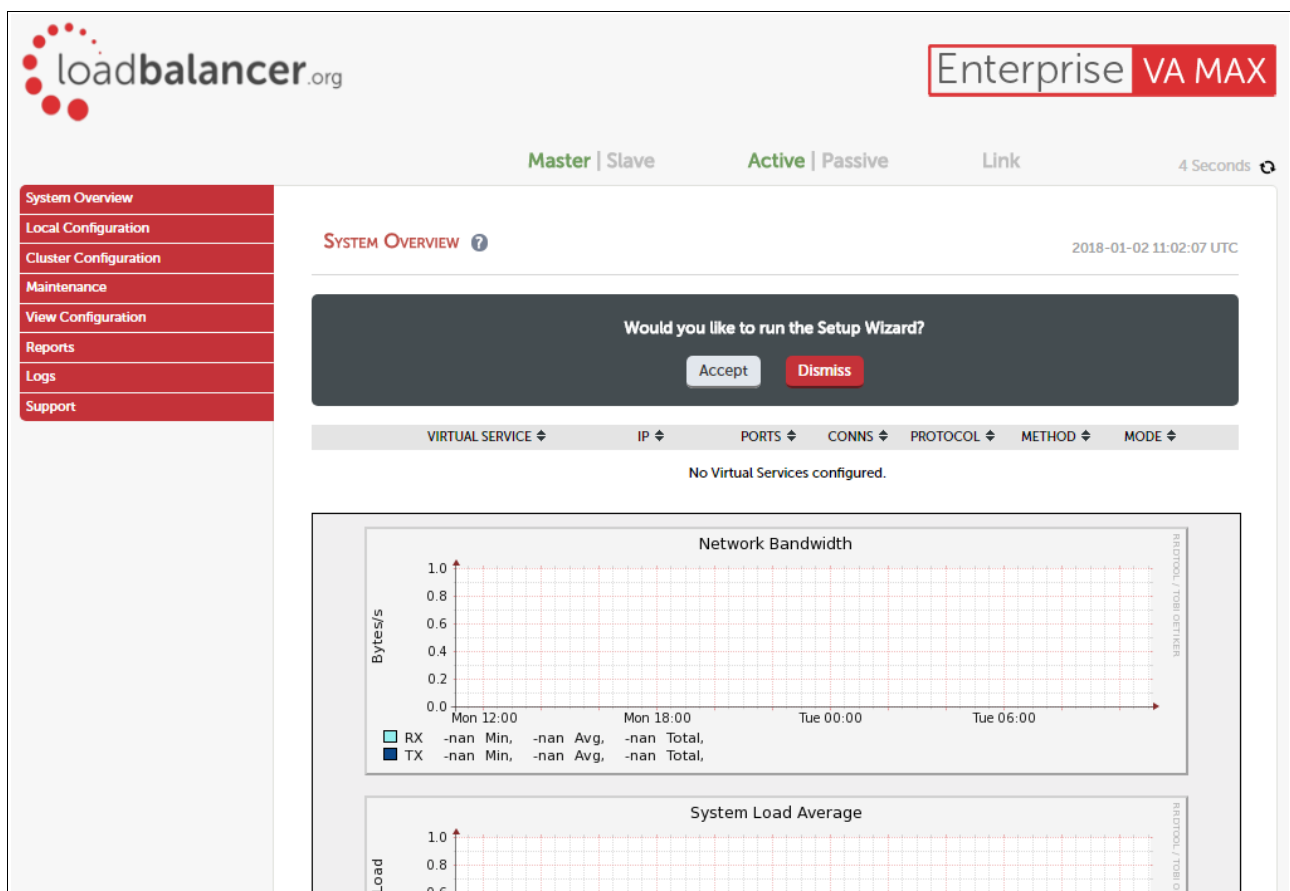 loadbalancer.org
Enterprise VA MAX
Master | Slave Active | Passive Link 4 Seconds
System Overview
Local Configuration
Cluster Configuration
Maintenance
View Configuration
Reports
Logs
Support
SYSTEM OVERVIEW ?
2018-01-02 11:02:07 UTC
Would you like to run the Setup Wizard?
Accept Dismiss
VIRTUAL SERVICE IP PORTS CONNS PROTOCOL METHOD MODE
No Virtual Services configured.
Network Bandwidth
RRDTOOL / TOBI OETIKER
Bytes/s
1.0
0.8
0.6
0.4
0.2
0.0
Mon 12:00 Mon 18:00 Tue 00:00 Tue 06:00
RX -nan Min, -nan Avg, -nan Total,
TX -nan Min, -nan Avg, -nan Total,
System Load Average
RRDTOOL / TOBI O
Load
1.0
0.8